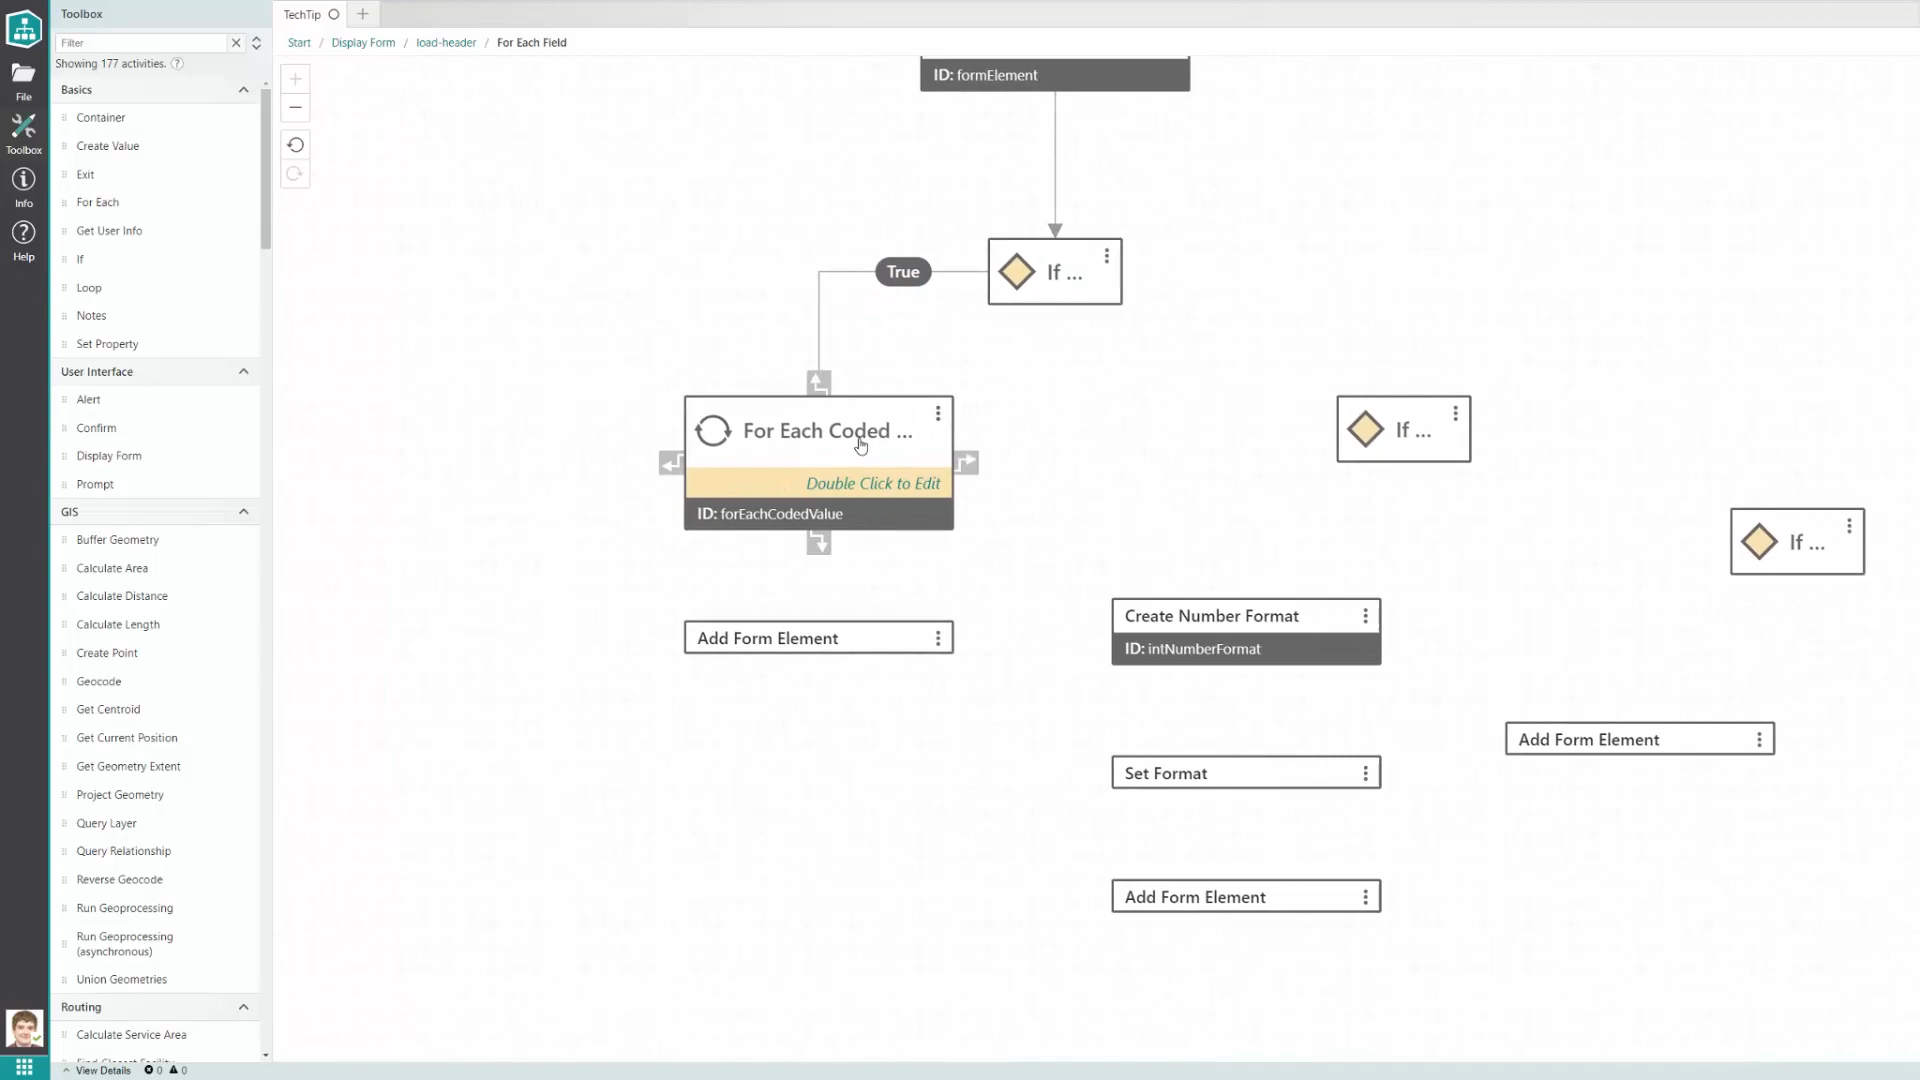 Toolbox
TechTip
Filter
Start / Display Form / load-header / For Each Field
Showing 177 activities.
File
Toolbox
Info
Help
Basics
Container
Create Value
Exit
For Each
Get User Info
If
Loop
Notes
Set Property
User Interface
Alert
Confirm
Display Form
Prompt
GIS
Buffer Geometry
Calculate Area
Calculate Distance
Calculate Length
Create Point
Geocode
Get Centroid
Get Current Position
Get Geometry Extent
Project Geometry
Query Layer
Query Relationship
Reverse Geocode
Run Geoprocessing
Run Geoprocessing
(asynchronous)
Union Geometries
Routing
Calculate Service Area
Find Closest Facility
View Details 0 0
ID: formElement
True
If ...
For Each Coded ...
Double Click to Edit
ID: forEachCodedValue
Add Form Element
If ...
If ...
Create Number Format
ID: intNumberFormat
Set Format
Add Form Element
Add Form Element